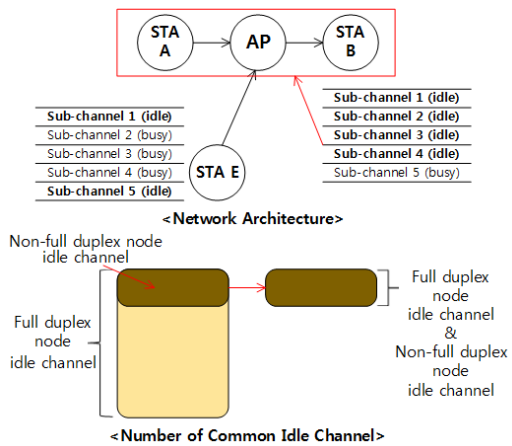 STA
A
AP
STA
B
Sub-channel 1 (idle)
Sub-channel 2 (busy)
Sub-channel 3 (busy)
Sub-channel 4 (busy)
Sub-channel 5 (idle)
STA E
Sub-channel 1 (idle)
Sub-channel 2 (idle)
Sub-channel 3 (idle)
Sub-channel 4 (idle)
Sub-channel 5 (busy)
<Network Architecture>
Non-full duplex node
idle channel
Full duplex
node
idle channel
Full duplex
node
idle channel
&
Non-full duplex
node
idle channel
<Number of Common Idle Channel>